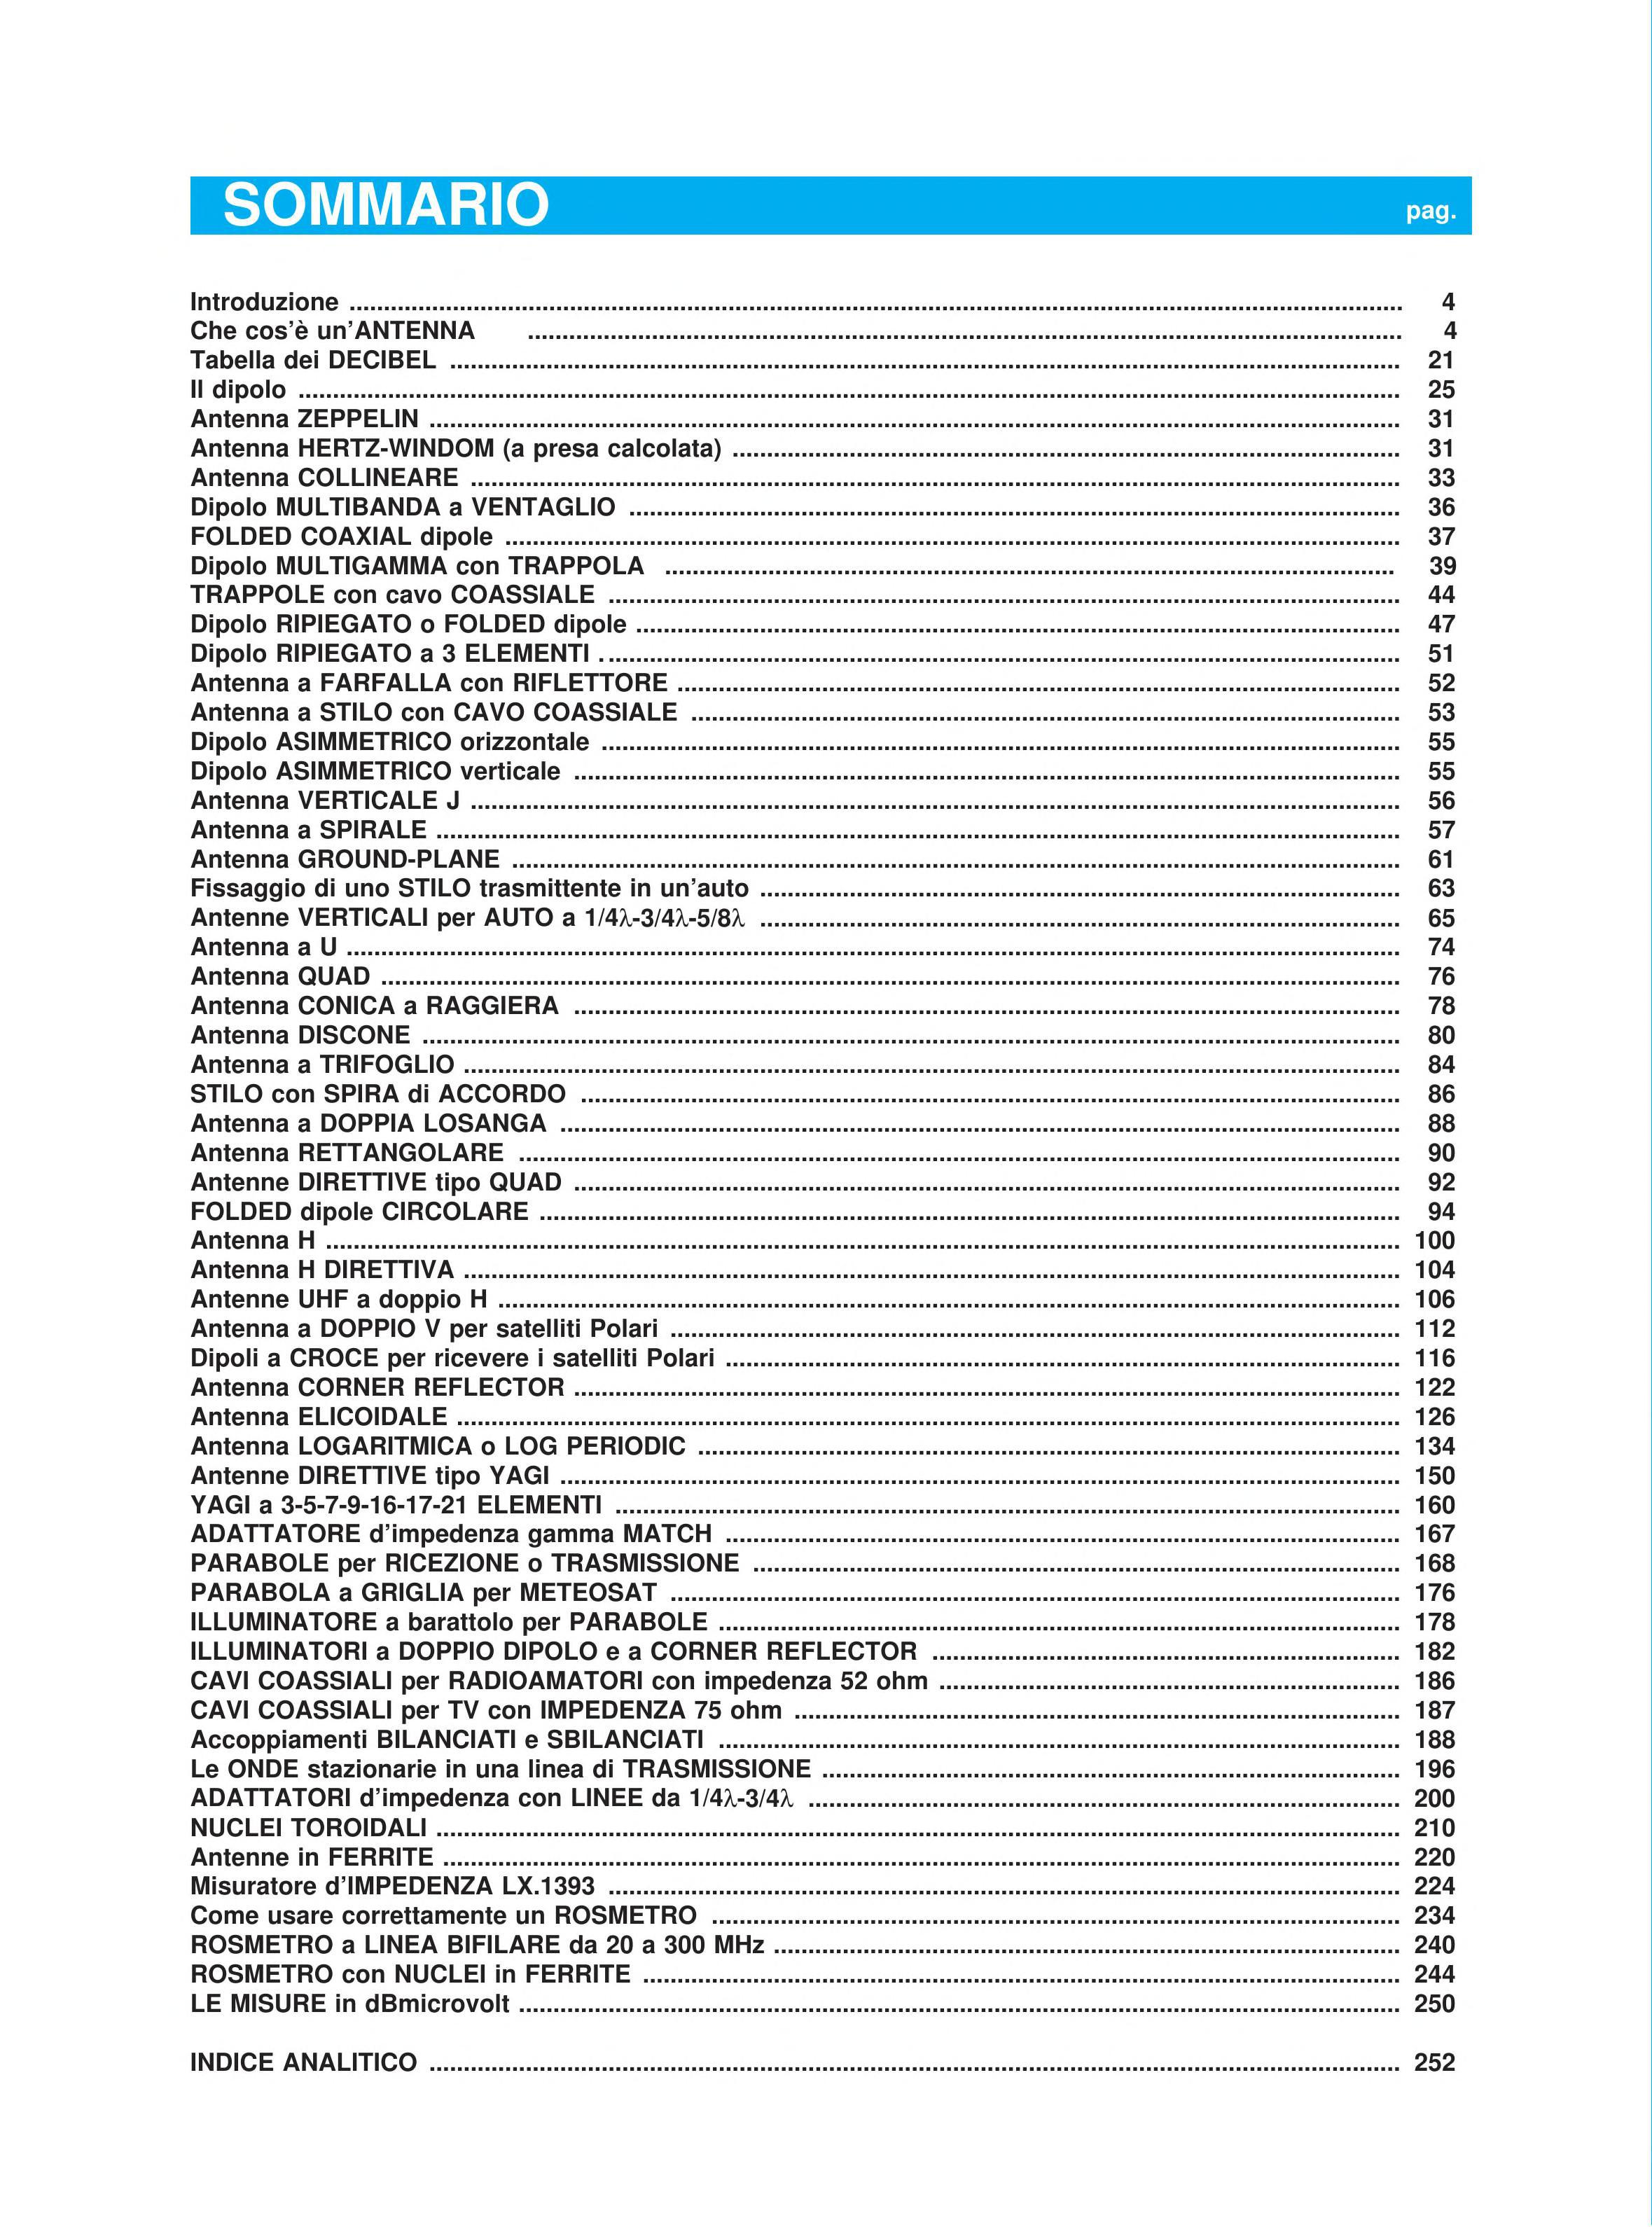 SOMMARIO pag.
Introduzione .......... 4
Che cos'è un'ANTENNA .......... 4
Tabella dei DECIBEL .......... 21
Il dipolo .......... 25
Antenna ZEPPELIN .......... 31
Antenna HERTZ-WINDOM (a presa calcolata) .......... 31
Antenna COLLINEARE .......... 33
Dipolo MULTIBANDA a VENTAGLIO .......... 36
FOLDED COAXIAL dipole .......... 37
Dipolo MULTIGAMMA con TRAPPOLA .......... 39
TRAPPOLE con cavo COASSIALE .......... 44
Dipolo RIPIEGATO o FOLDED dipole .......... 47
Dipolo RIPIEGATO a 3 ELEMENTI .......... 51
Antenna a FARFALLA con RIFLETTORE .......... 52
Antenna a STILO con CAVO COASSIALE .......... 53
Dipolo ASIMMETRICO orizzontale .......... 55
Dipolo ASIMMETRICO verticale .......... 55
Antenna VERTICALE J .......... 56
Antenna a SPIRALE .......... 57
Antenna GROUND-PLANE .......... 61
Fissaggio di uno STILO trasmittente in un'auto .......... 63
Antenne VERTICALI per AUTO a 1/4λ-3/4λ-5/8λ .......... 65
Antenna a U .......... 74
Antenna QUAD .......... 76
Antenna CONICA a RAGGIERA .......... 78
Antenna DISCONE .......... 80
Antenna a TRIFOGLIO .......... 84
STILO con SPIRA di ACCORDO .......... 86
Antenna a DOPPIA LOSANGA .......... 88
Antenna RETTANGOLARE .......... 90
Antenne DIRETTIVE tipo QUAD .......... 92
FOLDED dipole CIRCOLARE .......... 94
Antenna H .......... 100
Antenna H DIRETTIVA .......... 104
Antenne UHF a doppio H .......... 106
Antenna a DOPPIO V per satelliti Polari .......... 112
Dipoli a CROCE per ricevere i satelliti Polari .......... 116
Antenna CORNER REFLECTOR .......... 122
Antenna ELICOIDALE .......... 126
Antenna LOGARITMICA o LOG PERIODIC .......... 134
Antenne DIRETTIVE tipo YAGI .......... 150
YAGI a 3-5-7-9-16-17-21 ELEMENTI .......... 160
ADATTATORE d'impedenza gamma MATCH .......... 167
PARABOLE per RICEZIONE o TRASMISSIONE .......... 168
PARABOLA a GRIGLIA per METEOSAT .......... 176
ILLUMINATORE a barattolo per PARABOLE .......... 178
ILLUMINATORI a DOPPIO DIPOLO e a CORNER REFLECTOR .......... 182
CAVI COASSIALI per RADIOAMATORI con impedenza 52 ohm .......... 186
CAVI COASSIALI per TV con IMPEDENZA 75 ohm .......... 187
Accoppiamenti BILANCIATI e SBILANCIATI .......... 188
Le ONDE stazionarie in una linea di TRASMISSIONE .......... 196
ADATTATORI d'impedenza con LINEE da 1/4λ-3/4λ .......... 200
NUCLEI TOROIDALI .......... 210
Antenne in FERRITE .......... 220
Misuratore d'IMPEDENZA LX.1393 .......... 224
Come usare correttamente un ROSMETRO .......... 234
ROSMETRO a LINEA BIFILARE da 20 a 300 MHz .......... 240
ROSMETRO con NUCLEI in FERRITE .......... 244
LE MISURE in dBmicrovolt .......... 250
INDICE ANALITICO .......... 252